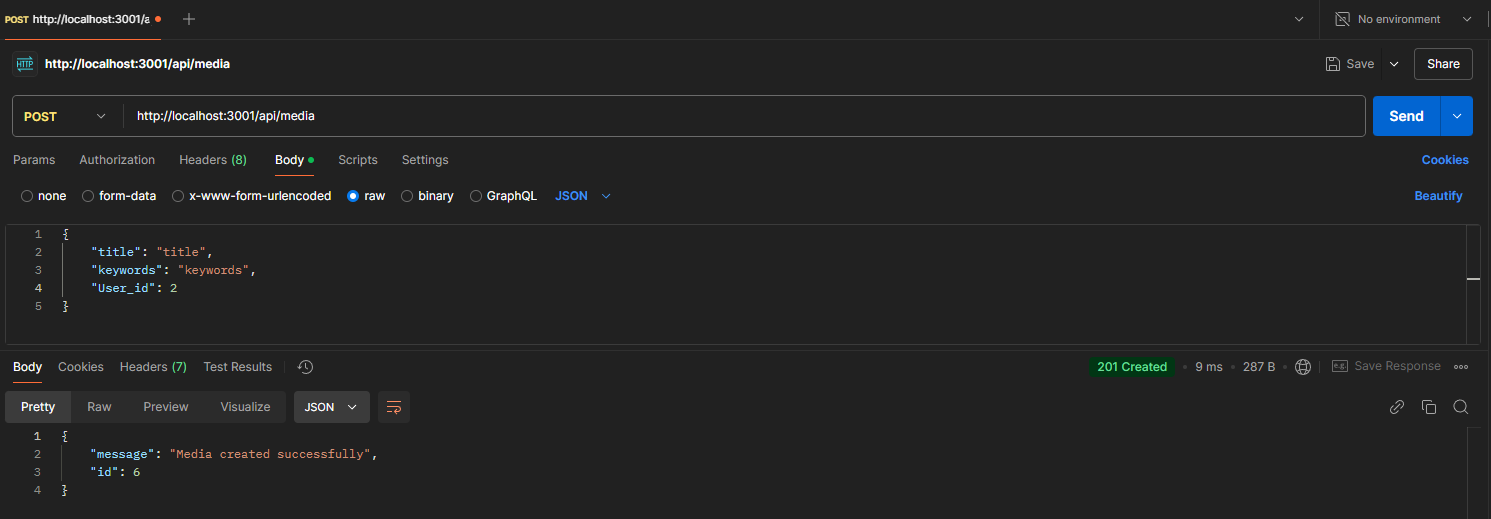 POST http://localhost:3001/a
No environment
HTTP http://localhost:3001/api/media
Save
Share
POST http://localhost:3001/api/media
Send
Params Authorization Headers (8) Body Scripts Settings
Cookies
none form-data x-www-form-urlencoded raw binary GraphQL JSON
Beautify
1 {
2 "title": "title",
3 "keywords": "keywords",
4 "User_id": 2
5 }
Body Cookies Headers (7) Test Results
201 Created • 9 ms • 287 B
e.g. Save Response
Pretty Raw Preview Visualize JSON
1 {
2 "message": "Media created successfully",
3 "id": 6
4 }